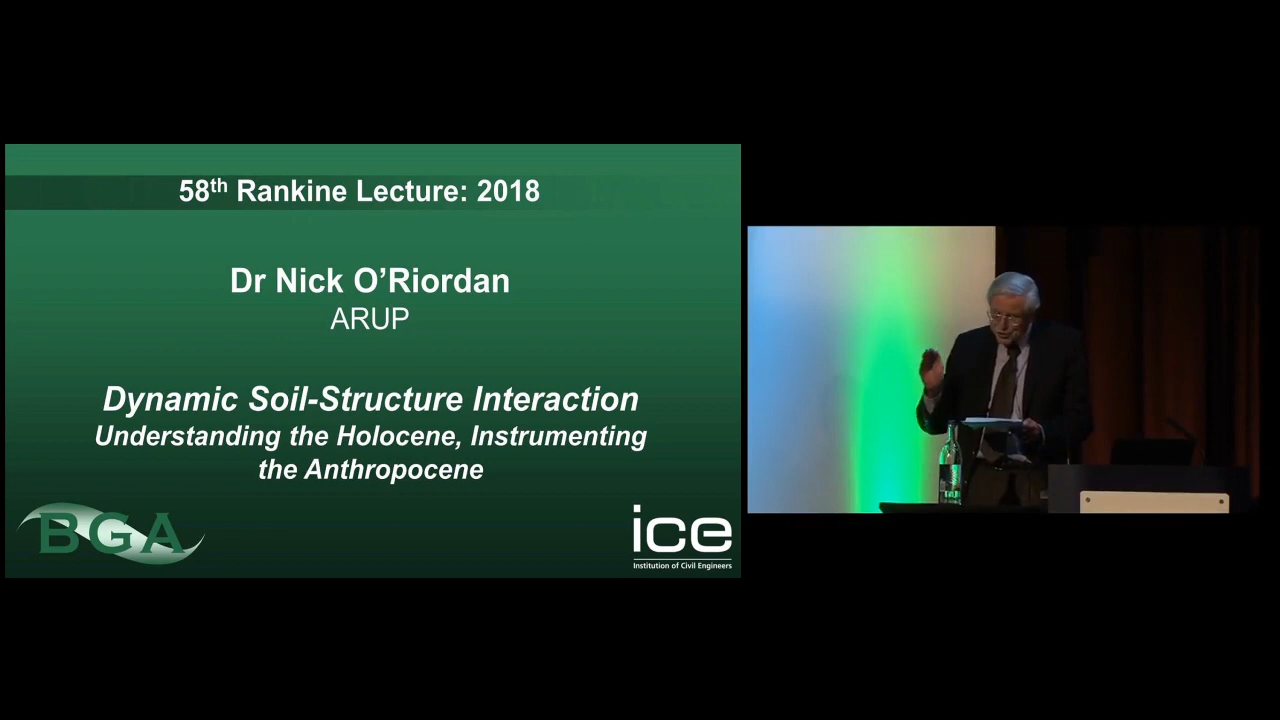 58th Rankine Lecture: 2018
Dr Nick O’Riordan
ARUP
Dynamic Soil-Structure Interaction
Understanding the Holocene, Instrumenting
the Anthropocene
BGA
ice
Institution of Civil Engineers